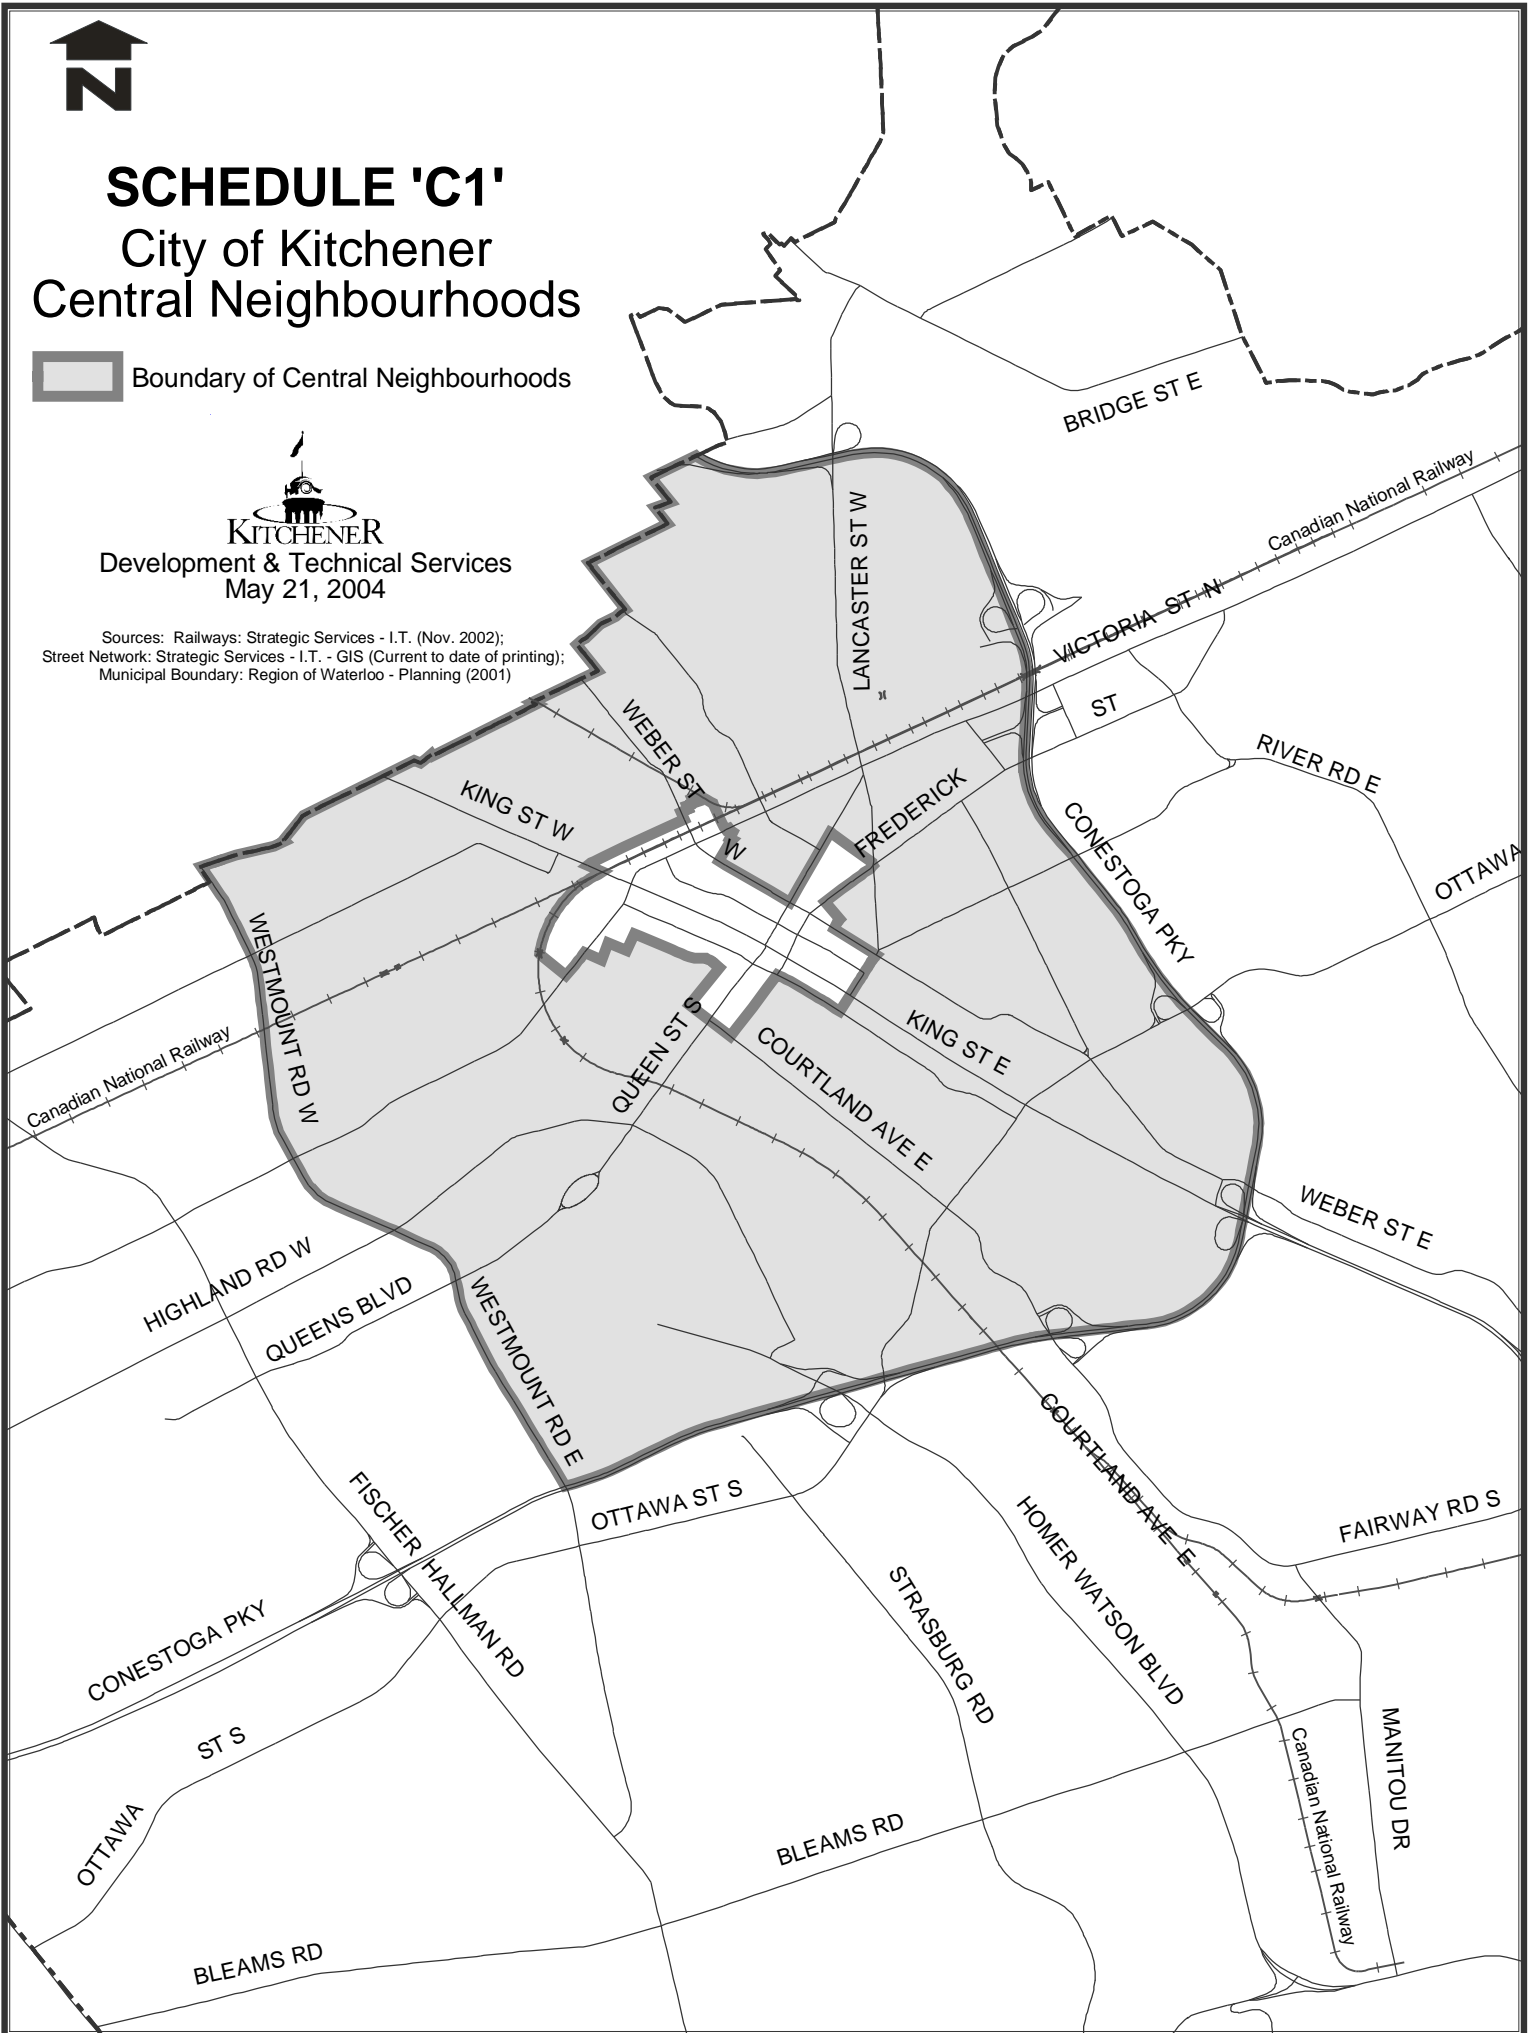 N
SCHEDULE 'C1'
City of Kitchener
Central Neighbourhoods
Boundary of Central Neighbourhoods
KITCHENER
Development & Technical Services
May 21, 2004
Sources: Railways: Strategic Services - I.T. (Nov. 2002);
Street Network: Strategic Services - I.T. - GIS (Current to date of printing);
Municipal Boundary: Region of Waterloo - Planning (2001)
BRIDGE ST E
Canadian National Railway
LANCASTER ST W
VICTORIA ST N
ST
WEBER ST
W
RIVER RD E
KING ST W
FREDERICK
CONESTOGA PKY
OTTAWA
WESTMOUNT RD W
Canadian National Railway
QUEEN ST S
KING ST E
COURTLAND AVE E
WEBER ST E
HIGHLAND RD W
QUEENS BLVD
WESTMOUNT RD E
COURTLAND AVE E
FISCHER HALLMAN RD
OTTAWA ST S
HOMER WATSON BLVD
FAIRWAY RD S
STRASBURG RD
CONESTOGA PKY
ST S
OTTAWA
MANITOU DR
Canadian National Railway
BLEAMS RD
BLEAMS RD